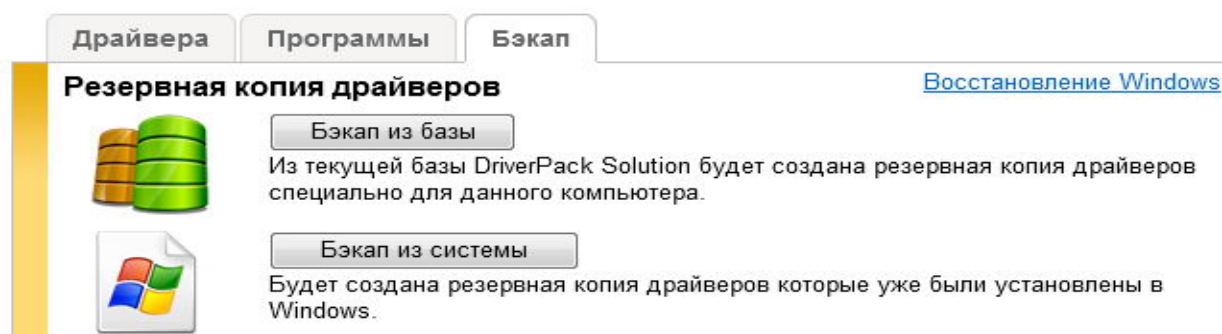 Драйвера Программы Бэкап
Резервная копия драйверов Восстановление Windows
Бэкап из базы
Из текущей базы DriverPack Solution будет создана резервная копия драйверов
специально для данного компьютера.
Бэкап из системы
Будет создана резервная копия драйверов которые уже были установлены в
Windows.